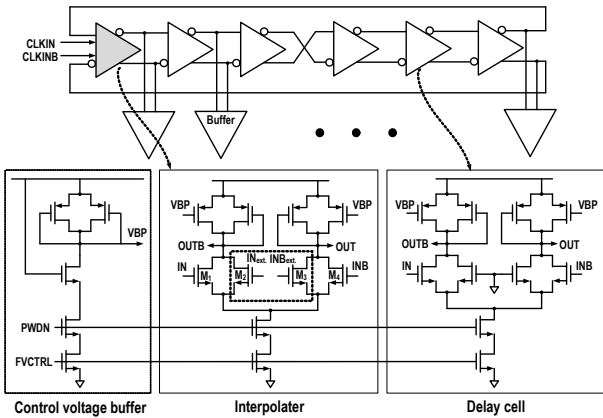 CLKIN
CLKINB
Buffer
VBP
PWDN
FVCTRL
VBP
VBP
OUTB
OUT
IN
INext. INBext.
INB
M1
M2
M3
M4
VBP
VBP
OUTB
OUT
IN
INB
Control voltage buffer
Interpolater
Delay cell